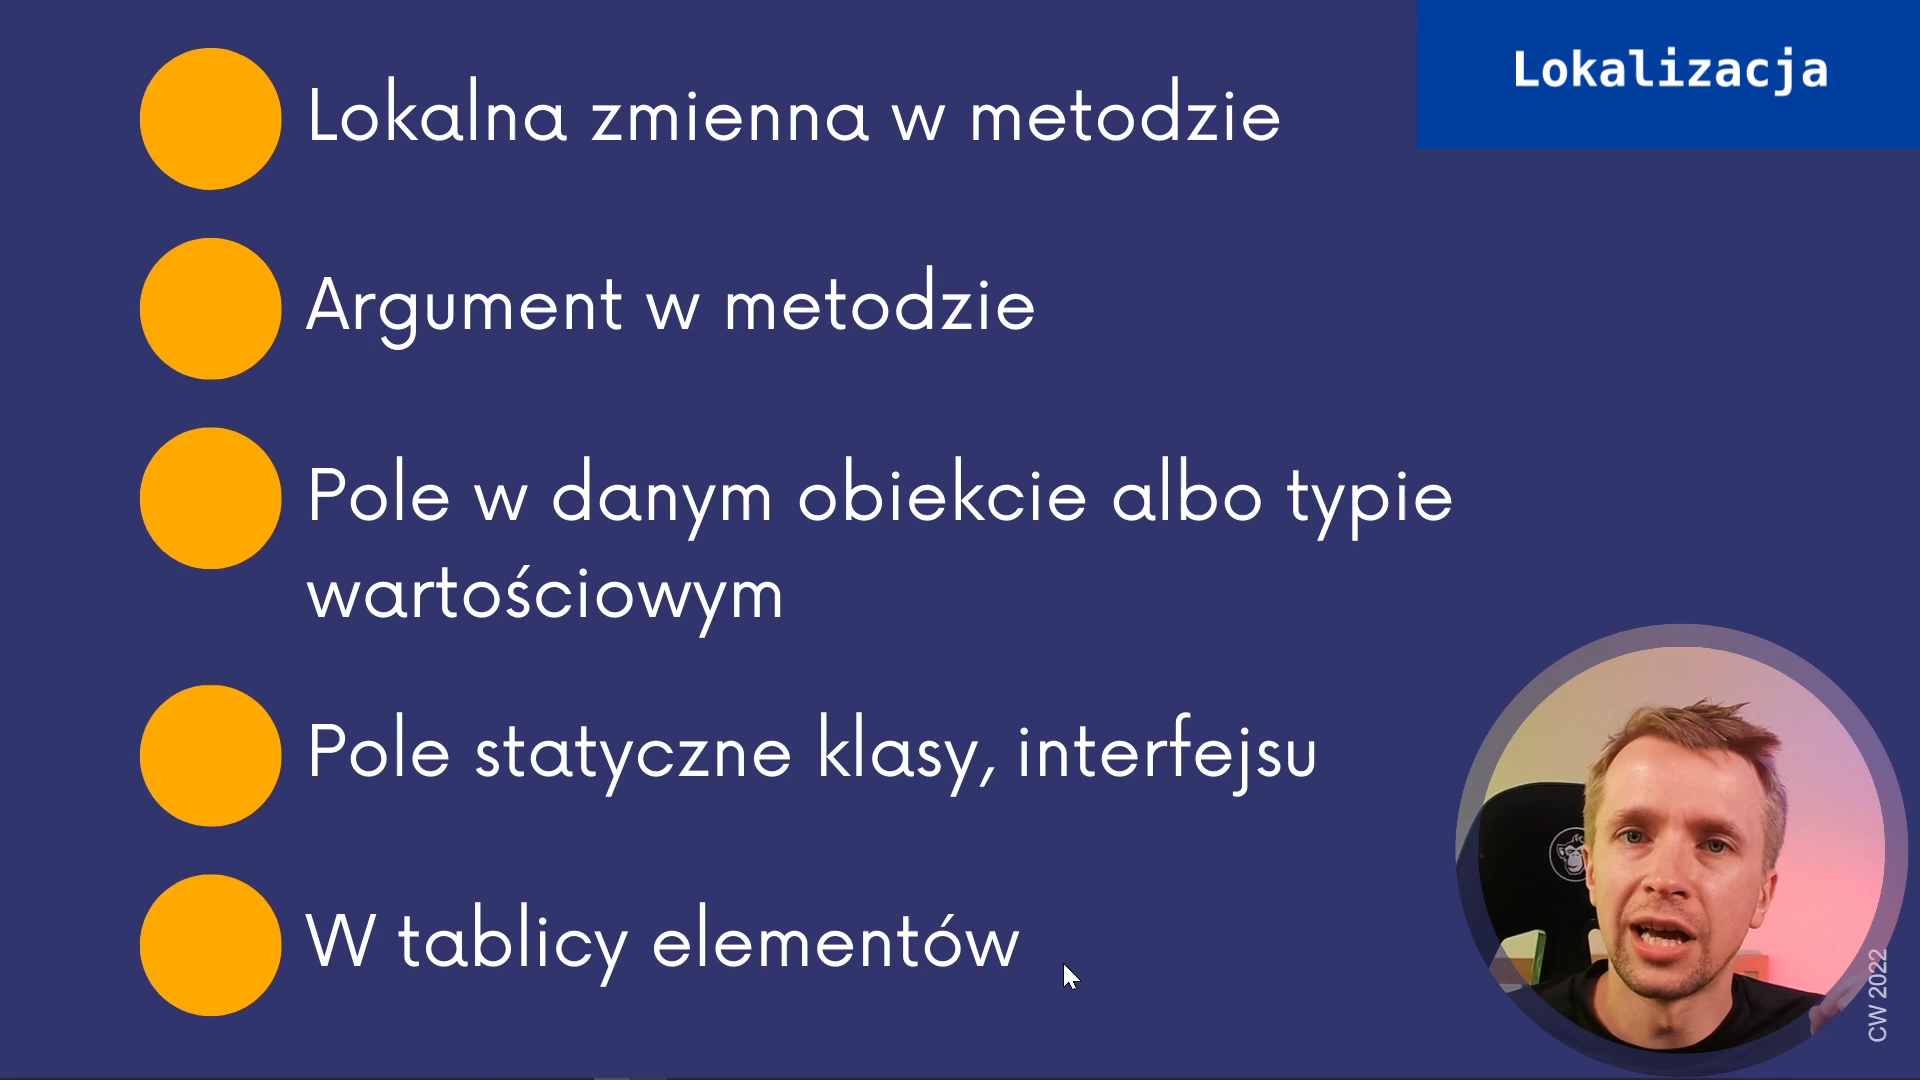 Lokalizacja
Lokalna zmienna w metodzie
Argument w metodzie
Pole w danym obiekcie albo typie
wartościowym
Pole statyczne klasy, interfejsu
W tablicy elementów
CW 2022